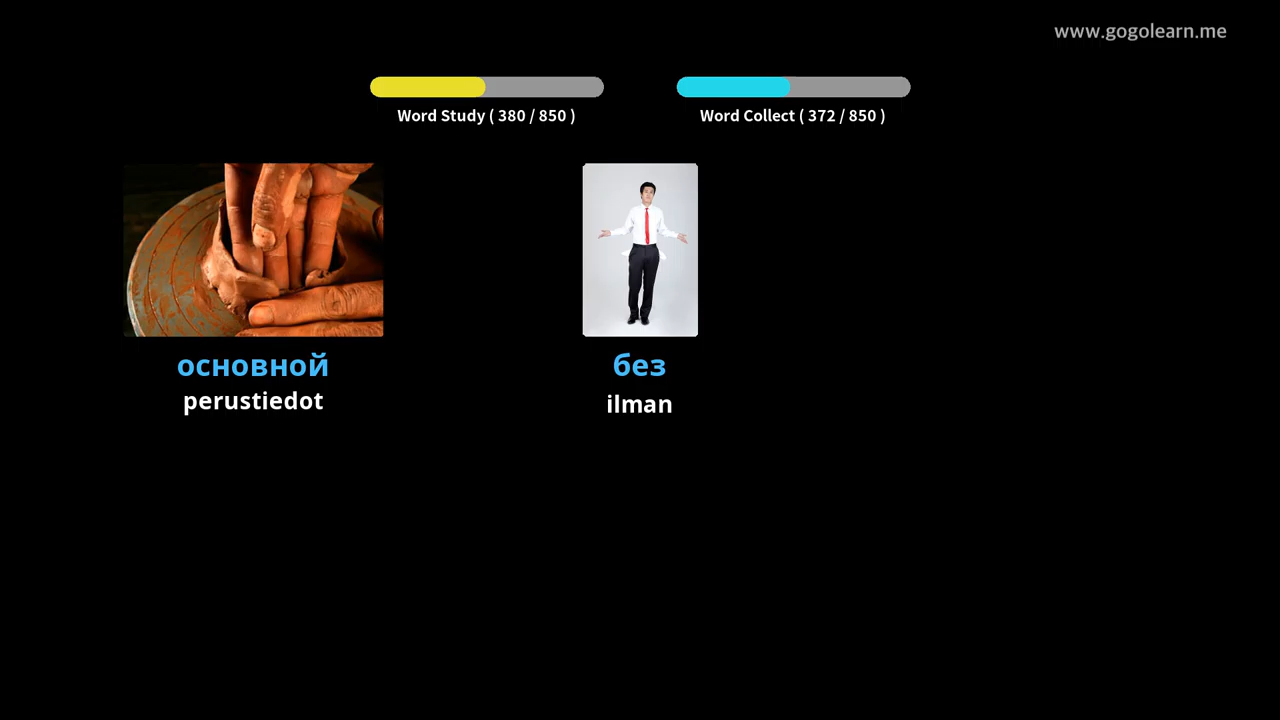 www.gogolearn.me
Word Study ( 380 / 850 )
Word Collect ( 372 / 850 )
основной
perustiedot
без
ilman